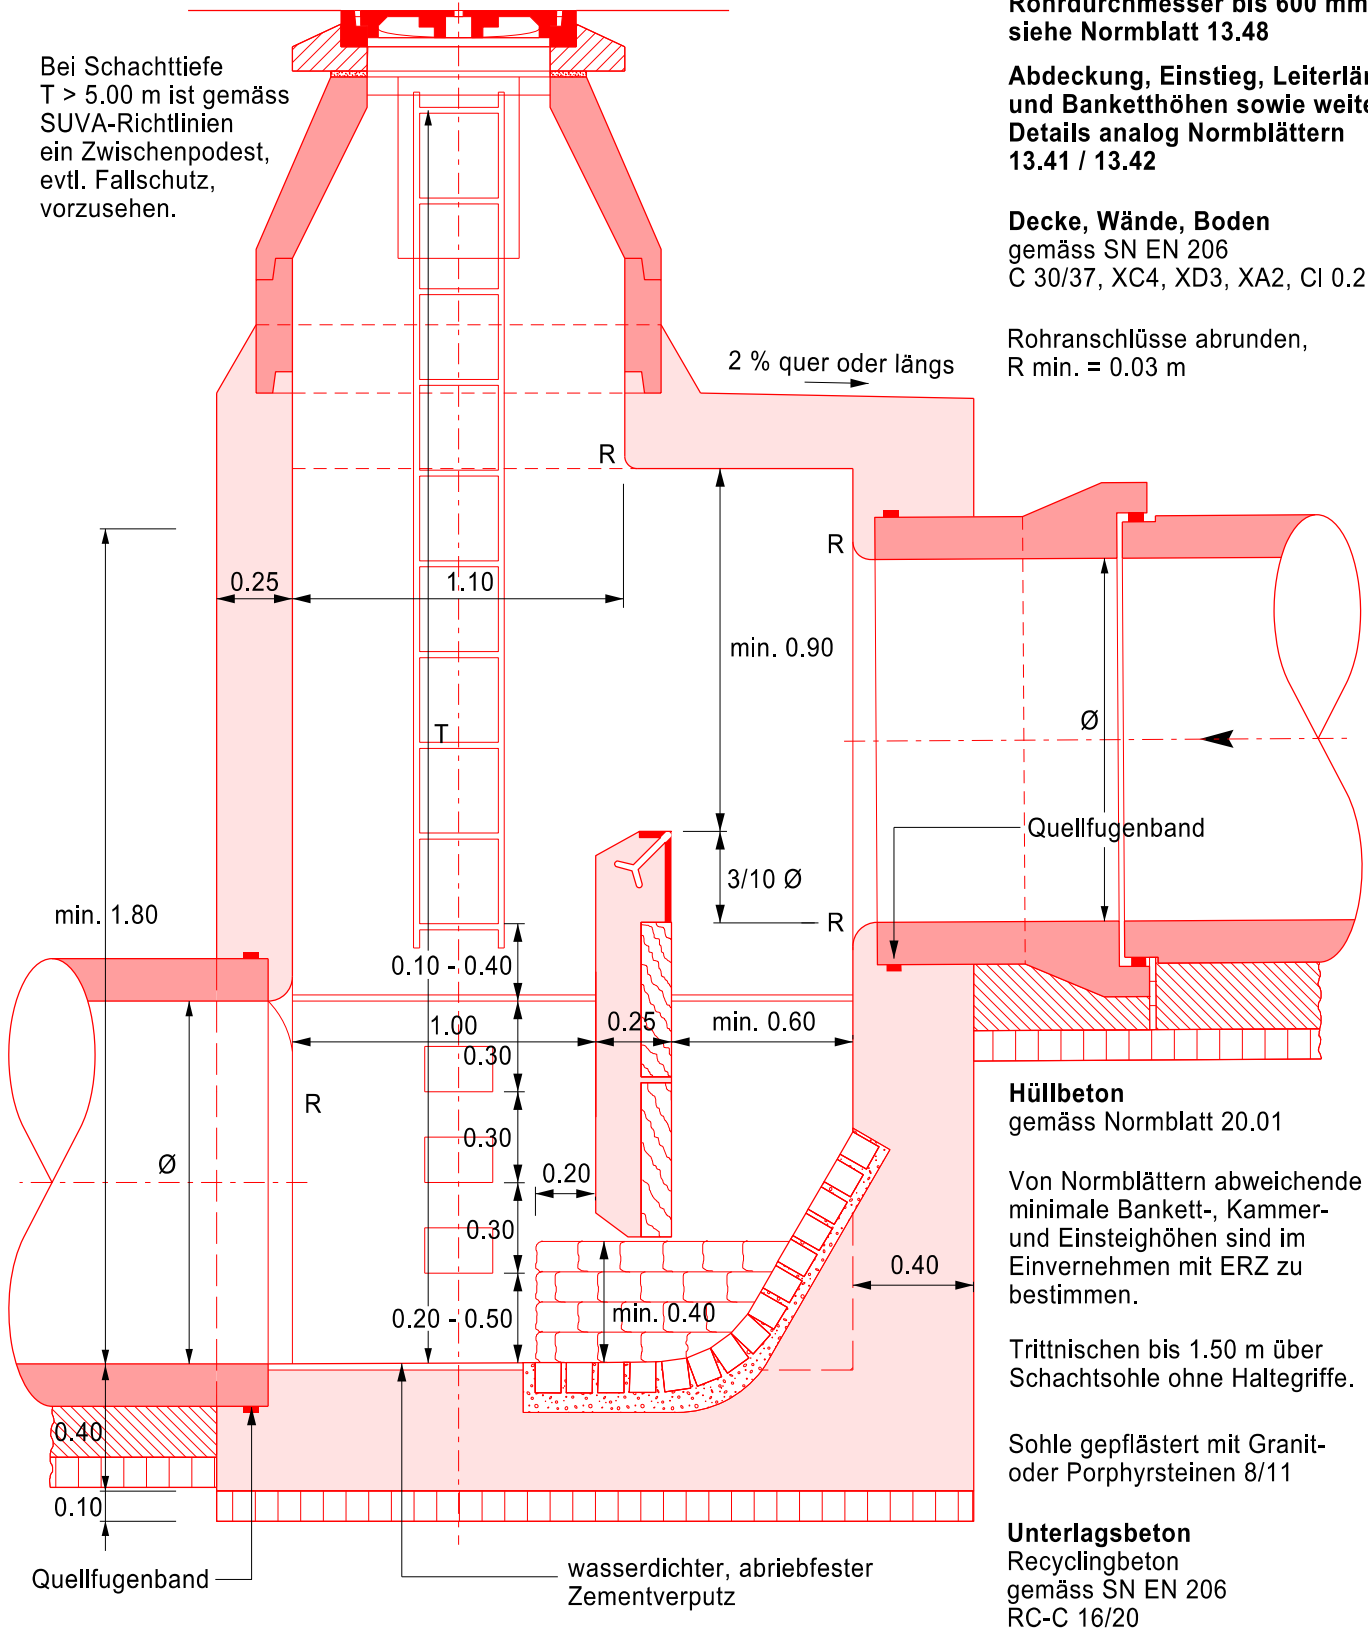 Bei Schachttiefe
T > 5.00 m ist gemäss
SUVA-Richtlinien
ein Zwischenpodest,
evtl. Fallschutz,
vorzusehen.
Rohrdurchmesser bis 600 mm
siehe Normblatt 13.48
Abdeckung, Einstieg, Leiterlä
und Banketthöhen sowie weite
Details analog Normblättern
13.41 / 13.42
Decke, Wände, Boden
gemäss SN EN 206
C 30/37, XC4, XD3, XA2, Cl 0.2
Rohranschlüsse abrunden,
R min. = 0.03 m
2 % quer oder längs
R
R
0.25
1.10
min. 0.90
Ø
T
Quellfugenband
3/10 Ø
min. 1.80
R
0.10 - 0.40
1.00
0.25
min. 0.60
0.30
R
0.30
Ø
0.20
0.30
0.40
min. 0.40
0.20 - 0.50
0.40
0.10
Quellfugenband
wasserdichter, abriebfester
Zementverputz
Hüllbeton
gemäss Normblatt 20.01
Von Normblättern abweichende
minimale Bankett-, Kammer-
und Einsteighöhen sind im
Einvernehmen mit ERZ zu
bestimmen.
Trittnischen bis 1.50 m über
Schachtsohle ohne Haltegriffe.
Sohle gepflästert mit Granit-
oder Porphyrsteinen 8/11
Unterlagsbeton
Recyclingbeton
gemäss SN EN 206
RC-C 16/20